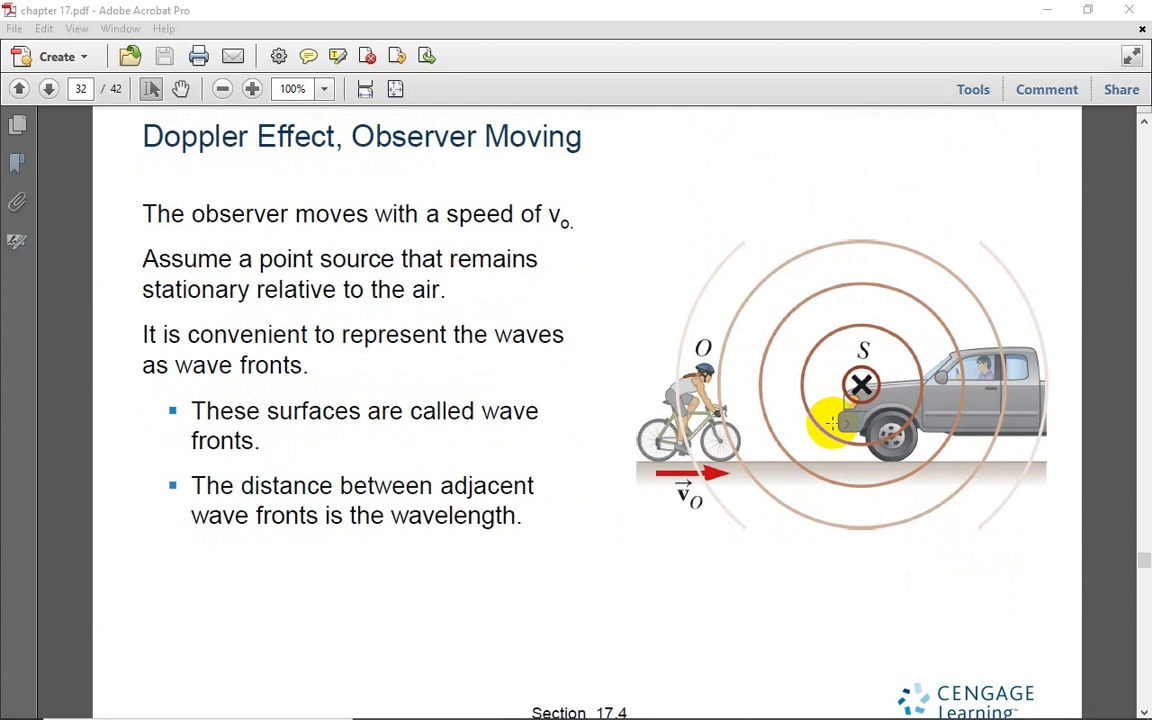 chapter 17.pdf - Adobe Acrobat Pro
File Edit View Window Help
Create
32 / 42 100% Tools Comment Share
Doppler Effect, Observer Moving
The observer moves with a speed of vo.
Assume a point source that remains
stationary relative to the air.
It is convenient to represent the waves
as wave fronts.
▪ These surfaces are called wave
fronts.
▪ The distance between adjacent
wave fronts is the wavelength.
O
S
vO
Section 17.4
CENGAGE
Learning™